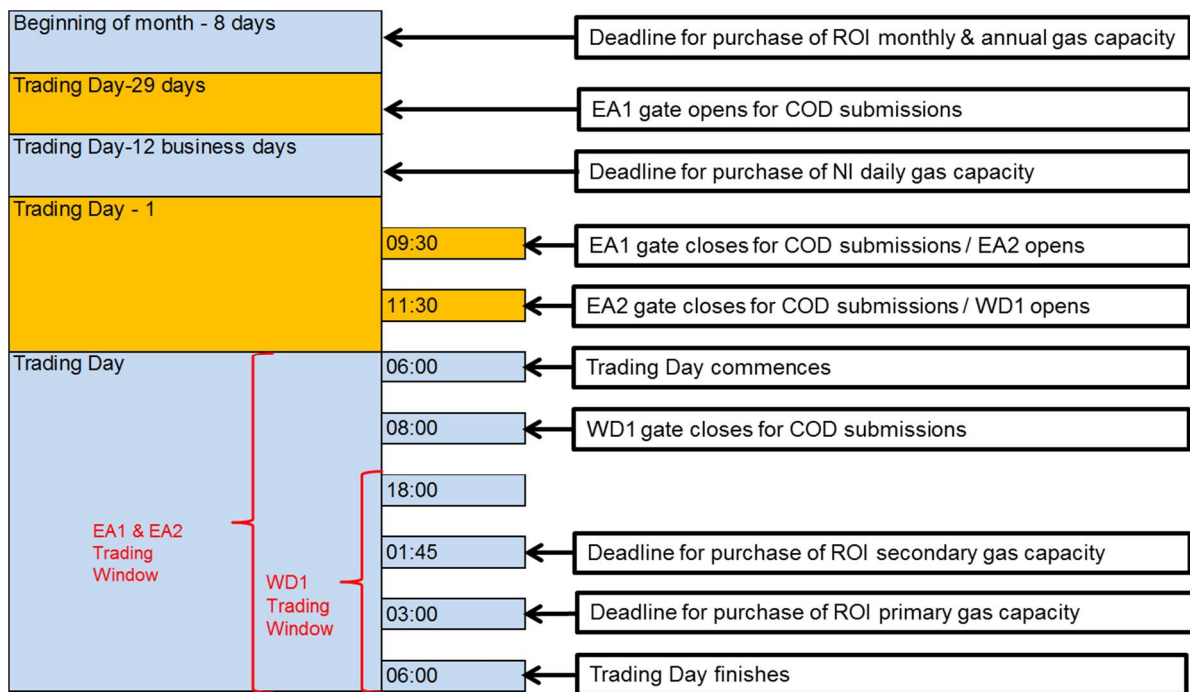 Beginning of month - 8 days
Deadline for purchase of ROI monthly & annual gas capacity
Trading Day-29 days
EA1 gate opens for COD submissions
Trading Day-12 business days
Deadline for purchase of NI daily gas capacity
Trading Day - 1
09:30
EA1 gate closes for COD submissions / EA2 opens
11:30
EA2 gate closes for COD submissions / WD1 opens
Trading Day
06:00
Trading Day commences
08:00
WD1 gate closes for COD submissions
18:00
EA1 & EA2
Trading
Window
01:45
Deadline for purchase of ROI secondary gas capacity
WD1
Trading
Window
03:00
Deadline for purchase of ROI primary gas capacity
06:00
Trading Day finishes